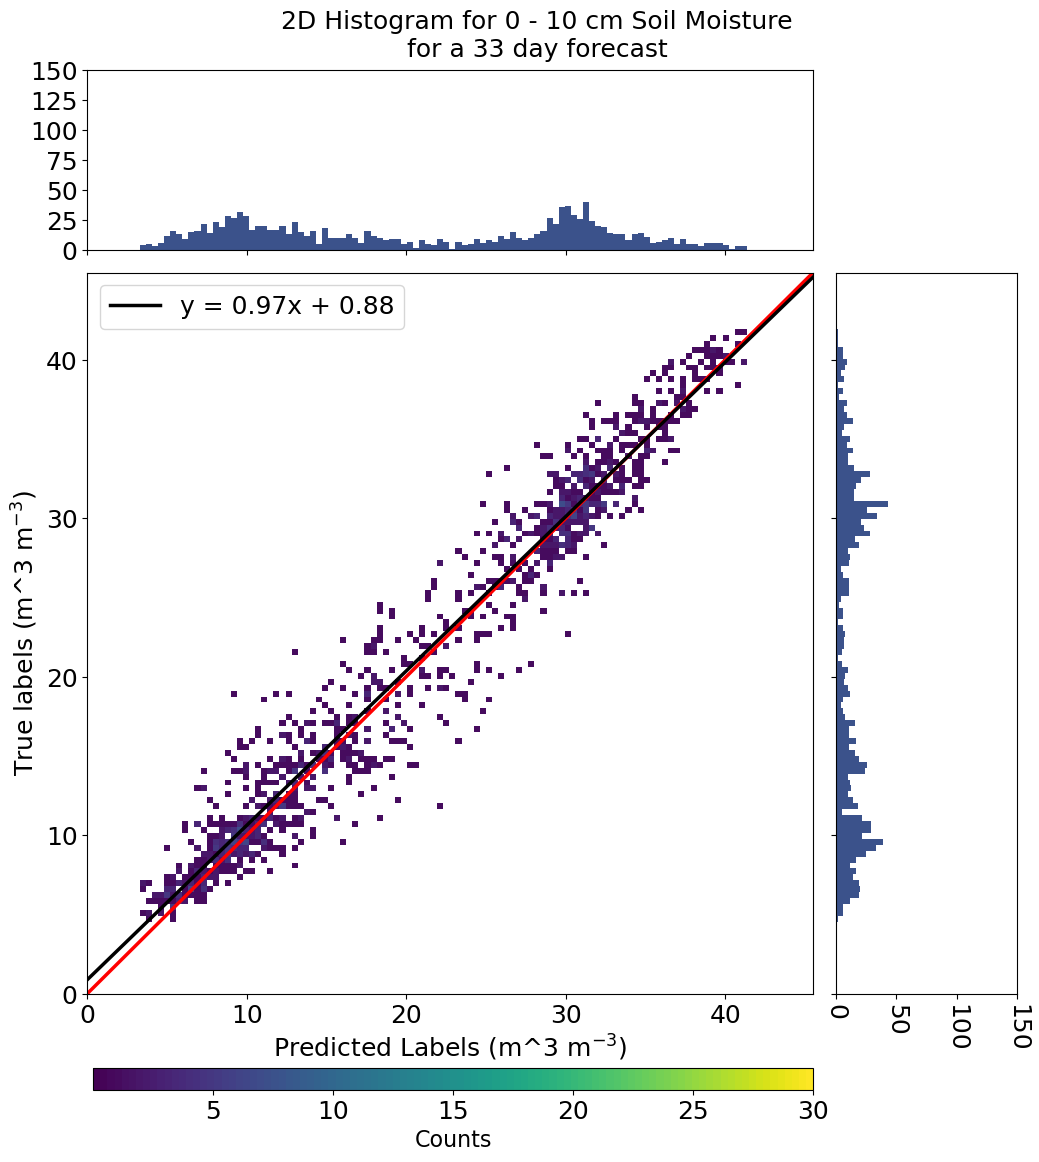 2D Histogram for 0 - 10 cm Soil Moisture
for a 33 day forecast
150
125
100
75
50
25
0
y = 0.97x + 0.88
True labels (m^3 m⁻³)
40
30
20
10
0
0 10 20 30 40
Predicted Labels (m^3 m⁻³)
0 50 100 150
5 10 15 20 25 30
Counts